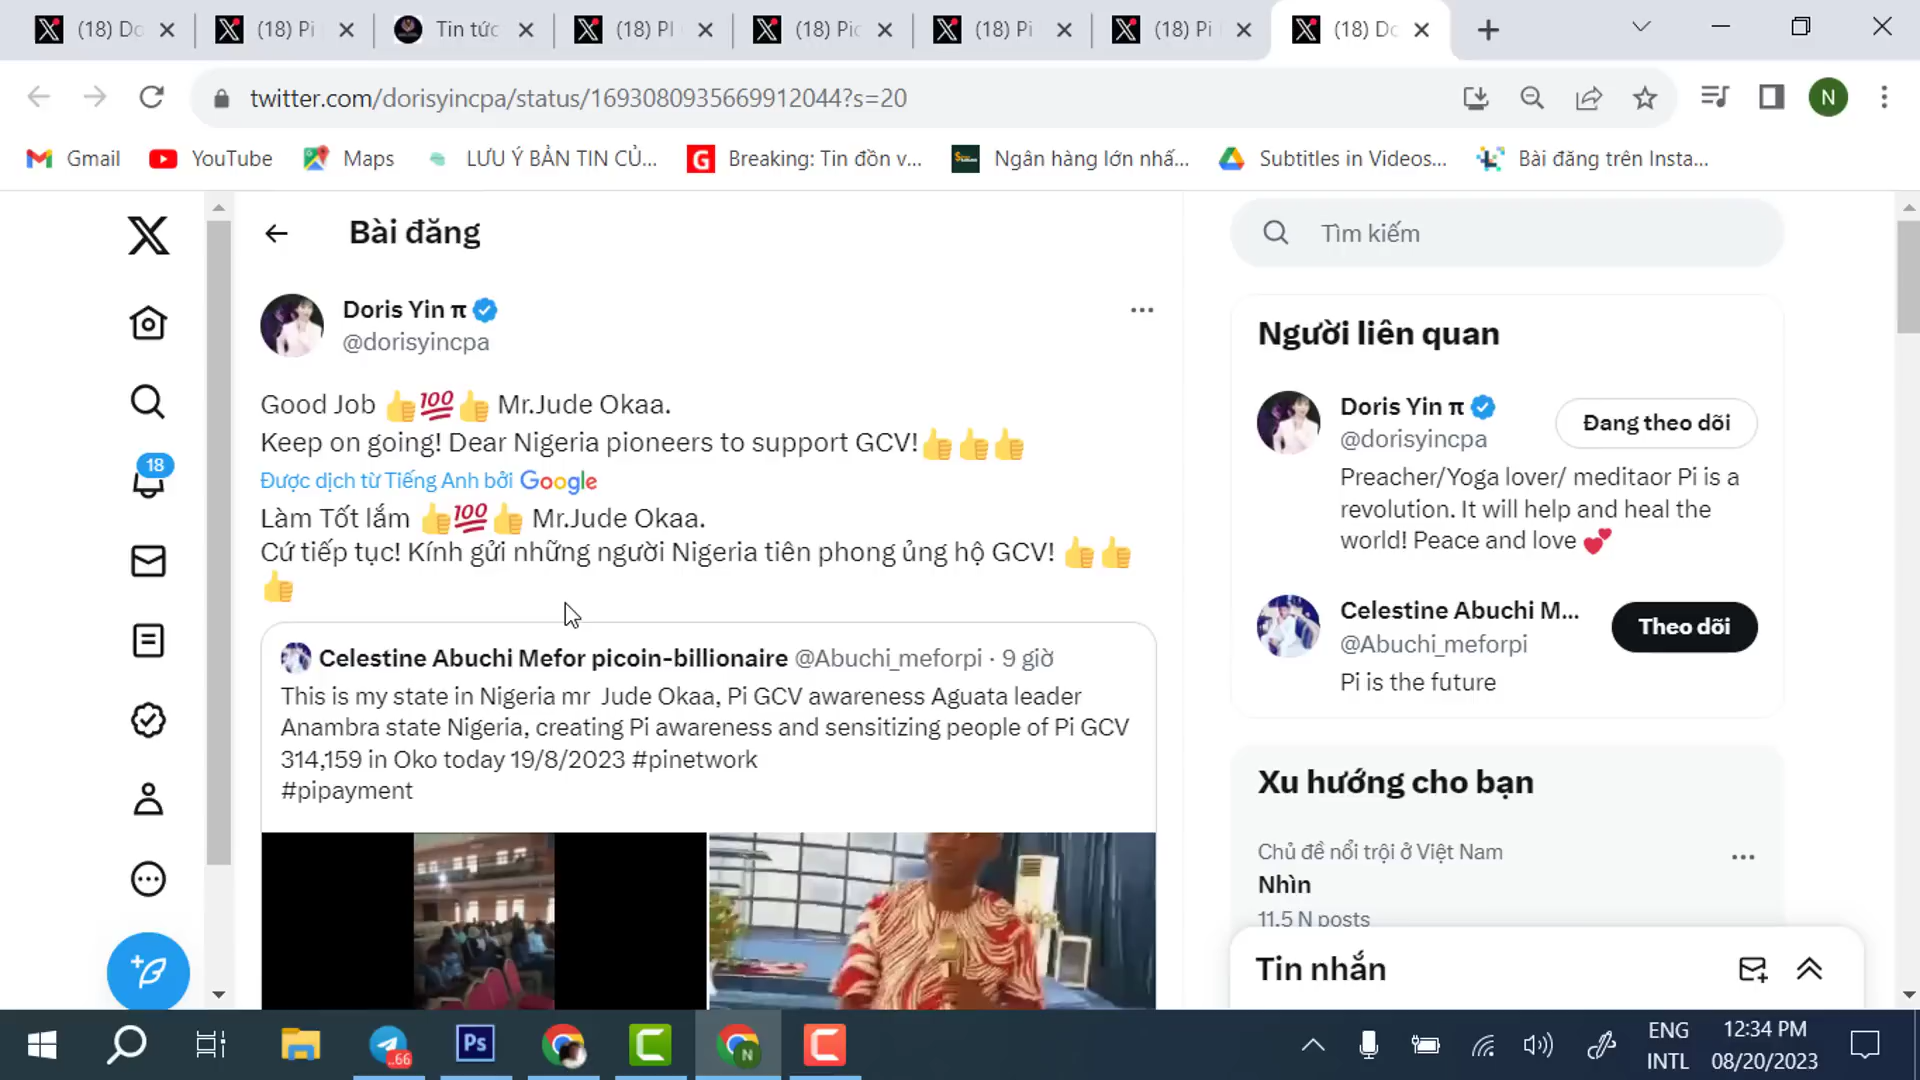 (18) Do
(18) Pi
Tin tức
(18) PI
(18) Pic
(18) Pi
(18) Pi
(18) Do
twitter.com/dorisyincpa/status/1693080935669912044?s=20
N
Gmail
YouTube
Maps
LƯU Ý BẢN TIN CỦ...
Breaking: Tin đồn v...
Ngân hàng lớn nhấ...
Subtitles in Videos...
Bài đăng trên Insta...
Bài đăng
Tìm kiếm
Doris Yin π
@dorisyincpa
Good Job 👍💯👍 Mr.Jude Okaa.
Keep on going! Dear Nigeria pioneers to support GCV!👍👍👍
Được dịch từ Tiếng Anh bởi Google
Làm Tốt lắm 👍💯👍 Mr.Jude Okaa.
Cứ tiếp tục! Kính gửi những người Nigeria tiên phong ủng hộ GCV! 👍👍
👍
Celestine Abuchi Mefor picoin-billionaire @Abuchi_meforpi · 9 giờ
This is my state in Nigeria mr Jude Okaa, Pi GCV awareness Aguata leader
Anambra state Nigeria, creating Pi awareness and sensitizing people of Pi GCV
314,159 in Oko today 19/8/2023 #pinetwork
#pipayment
18
Người liên quan
Doris Yin π
@dorisyincpa
Đang theo dõi
Preacher/Yoga lover/ meditaor Pi is a
revolution. It will help and heal the
world! Peace and love 💕
Celestine Abuchi M...
@Abuchi_meforpi
Theo dõi
Pi is the future
Xu hướng cho bạn
Chủ đề nổi trội ở Việt Nam
Nhìn
11,5 N posts
Tin nhắn
..66
Ps
N
ENG
INTL
12:34 PM
08/20/2023